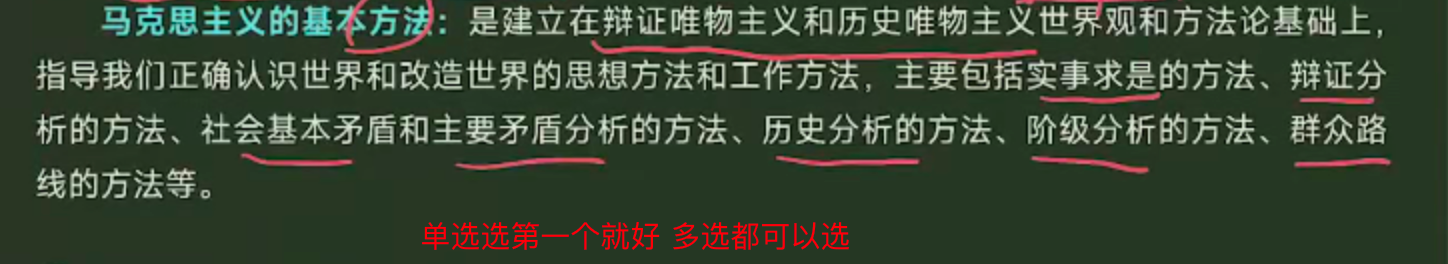 马克思主义的基本方法：是建立在辩证唯物主义和历史唯物主义世界观和方法论基础上，
指导我们正确认识世界和改造世界的思想方法和工作方法，主要包括实事求是的方法、辩证分
析的方法、社会基本矛盾和主要矛盾分析的方法、历史分析的方法、阶级分析的方法、群众路
线的方法等。
单选选第一个就好 多选都可以选